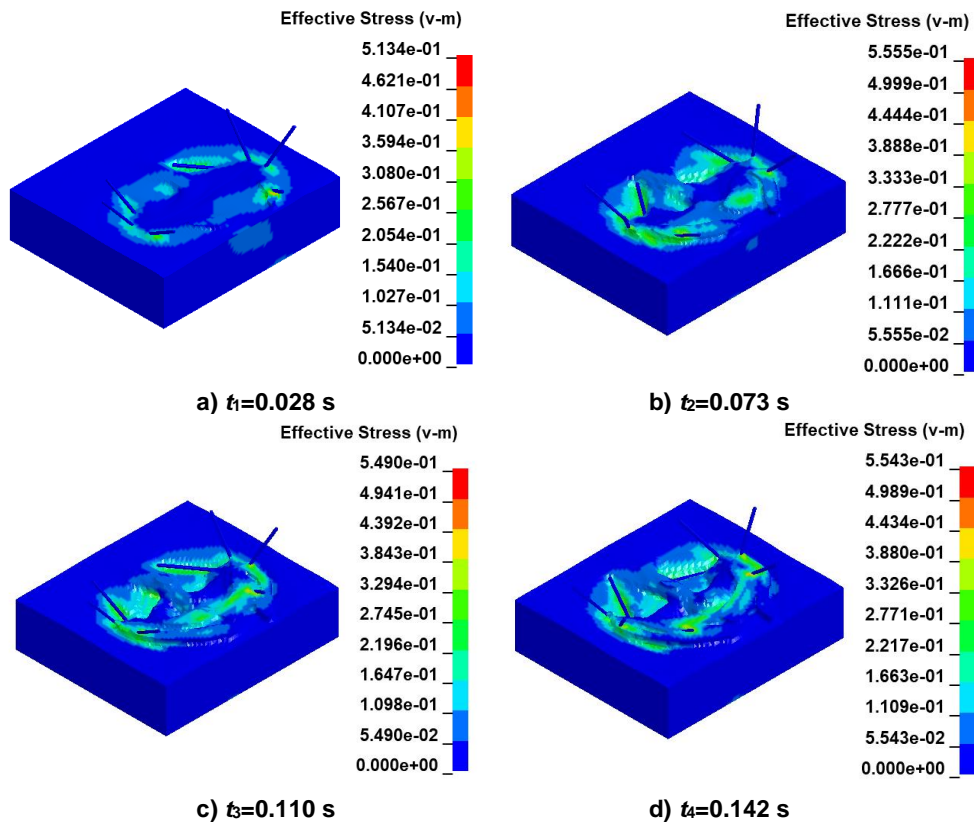 Effective Stress (v-m)
5.134e-01
4.621e-01
4.107e-01
3.594e-01
3.080e-01
2.567e-01
2.054e-01
1.540e-01
1.027e-01
5.134e-02
0.000e+00
a) t1=0.028 s
Effective Stress (v-m)
5.555e-01
4.999e-01
4.444e-01
3.888e-01
3.333e-01
2.777e-01
2.222e-01
1.666e-01
1.111e-01
5.555e-02
0.000e+00
b) t2=0.073 s
Effective Stress (v-m)
5.490e-01
4.941e-01
4.392e-01
3.843e-01
3.294e-01
2.745e-01
2.196e-01
1.647e-01
1.098e-01
5.490e-02
0.000e+00
c) t3=0.110 s
Effective Stress (v-m)
5.543e-01
4.989e-01
4.434e-01
3.880e-01
3.326e-01
2.771e-01
2.217e-01
1.663e-01
1.109e-01
5.543e-02
0.000e+00
d) t4=0.142 s